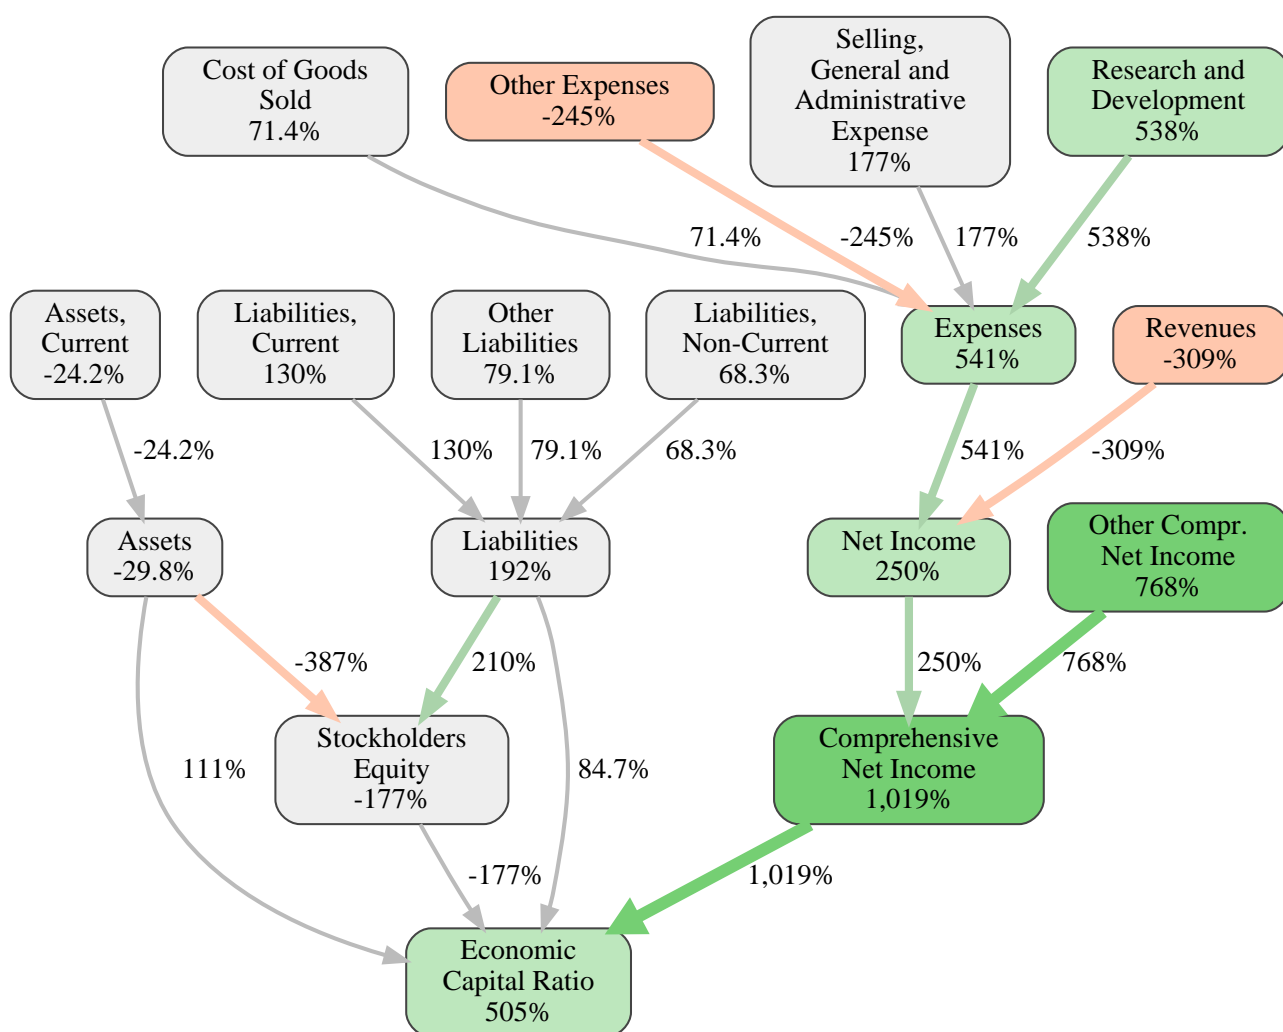 Cost of Goods
Sold
71.4%
Other Expenses
-245%
Selling,
General and
Administrative
Expense
177%
Research and
Development
538%
71.4%
-245%
177%
538%
Assets,
Current
-24.2%
Liabilities,
Current
130%
Other
Liabilities
79.1%
Liabilities,
Non-Current
68.3%
Expenses
541%
Revenues
-309%
-24.2%
130%
79.1%
68.3%
541%
-309%
Assets
-29.8%
Liabilities
192%
Net Income
250%
Other Compr.
Net Income
768%
-387%
210%
250%
768%
Stockholders
Equity
-177%
Comprehensive
Net Income
1,019%
111%
84.7%
-177%
1,019%
Economic
Capital Ratio
505%